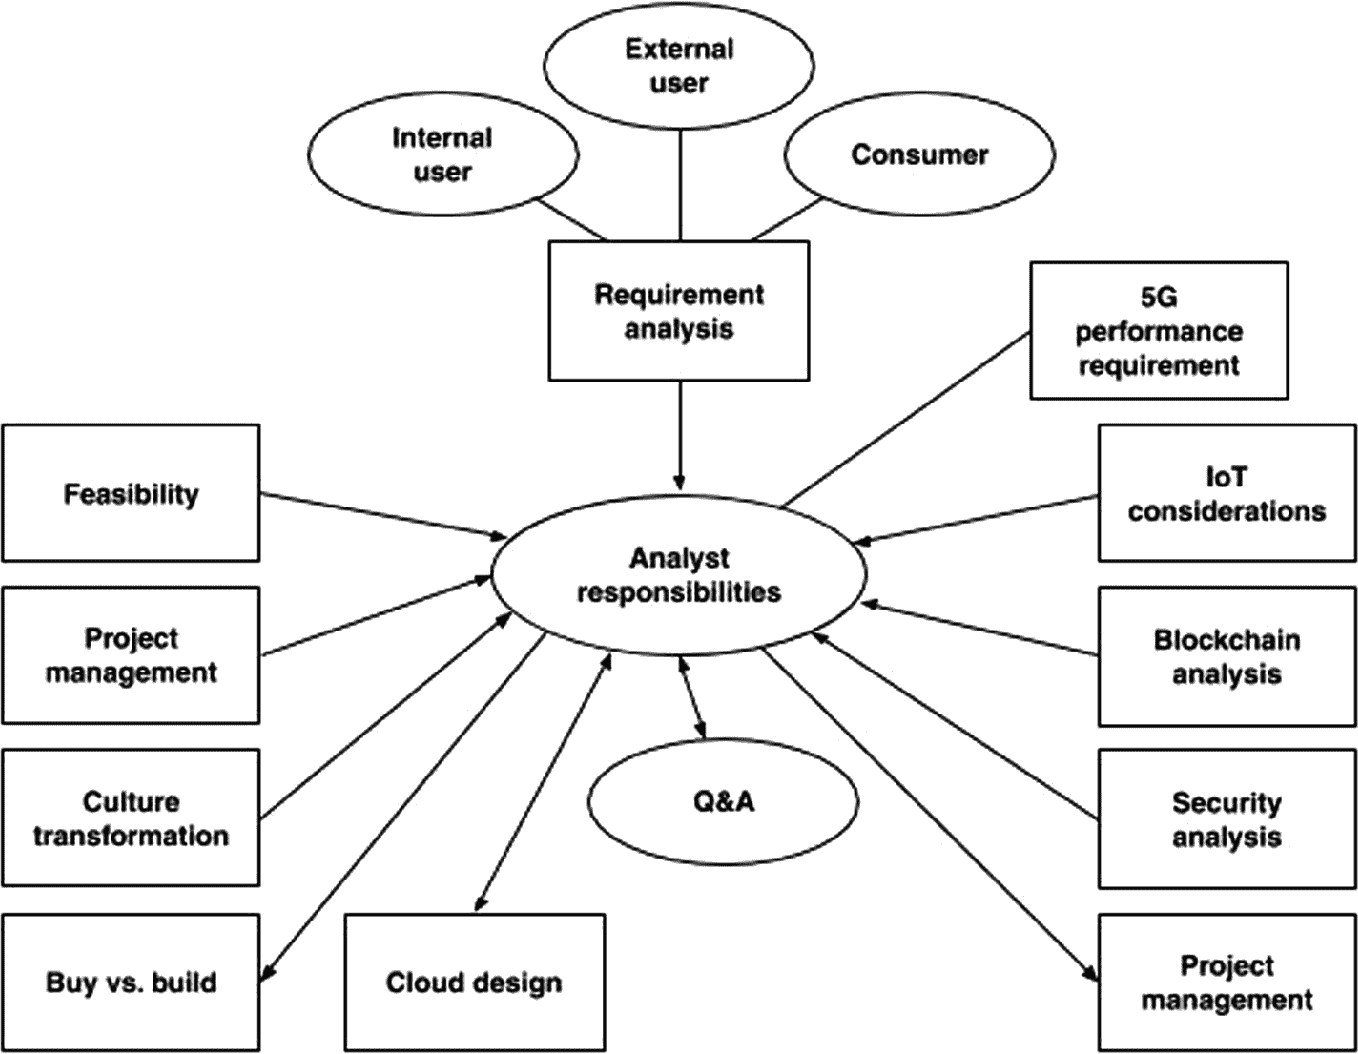 External
user
Internal
user
Consumer
Requirement
analysis
5G
performance
requirement
Feasibility
IoT
considerations
Analyst
responsibilities
Project
management
Blockchain
analysis
Culture
transformation
Q&A
Security
analysis
Buy vs. build
Cloud design
Project
management